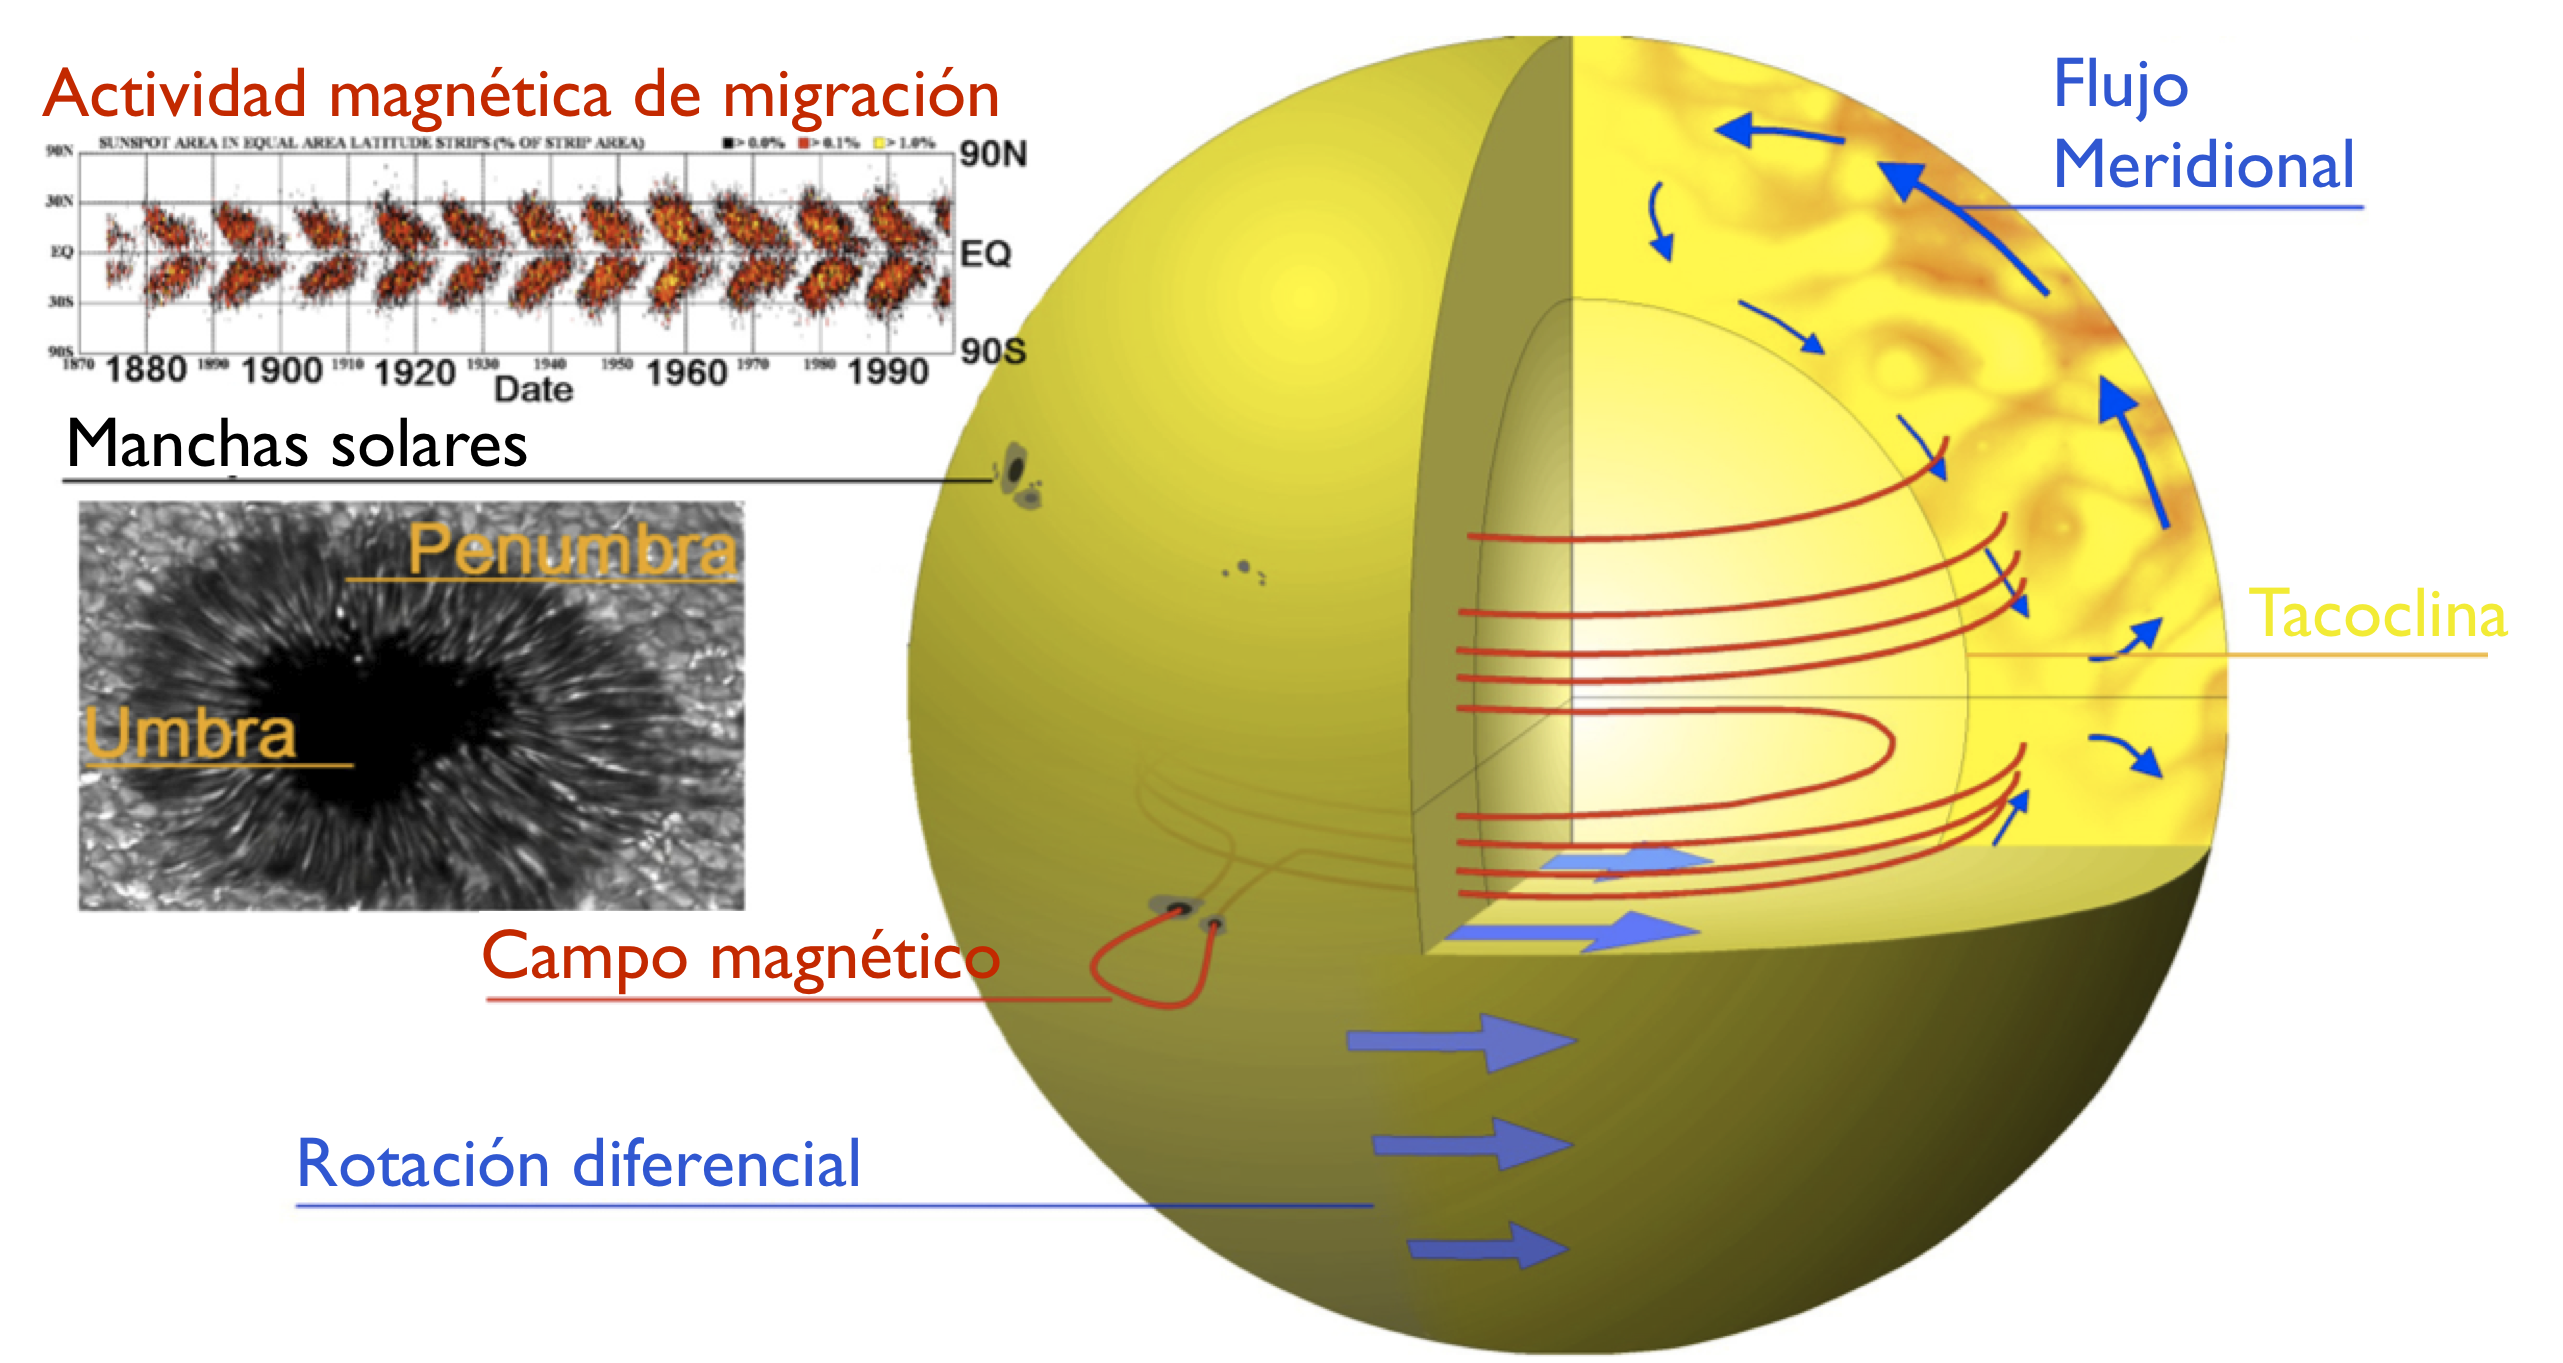 Actividad magnética de migración
SUNSPOT AREA IN EQUAL AREA LATITUDE STRIPS (% OF STRIP AREA) > 0.0% > 0.1% > 1.0%
90N 90N
30N
EQ EQ
30S
90S 90S
1870 1880 1890 1900 1910 1920 1930 1940 1950 1960 1970 1980 1990
Date
Manchas solares
Penumbra
Umbra
Campo magnético
Rotación diferencial
Flujo
Meridional
Tacoclina